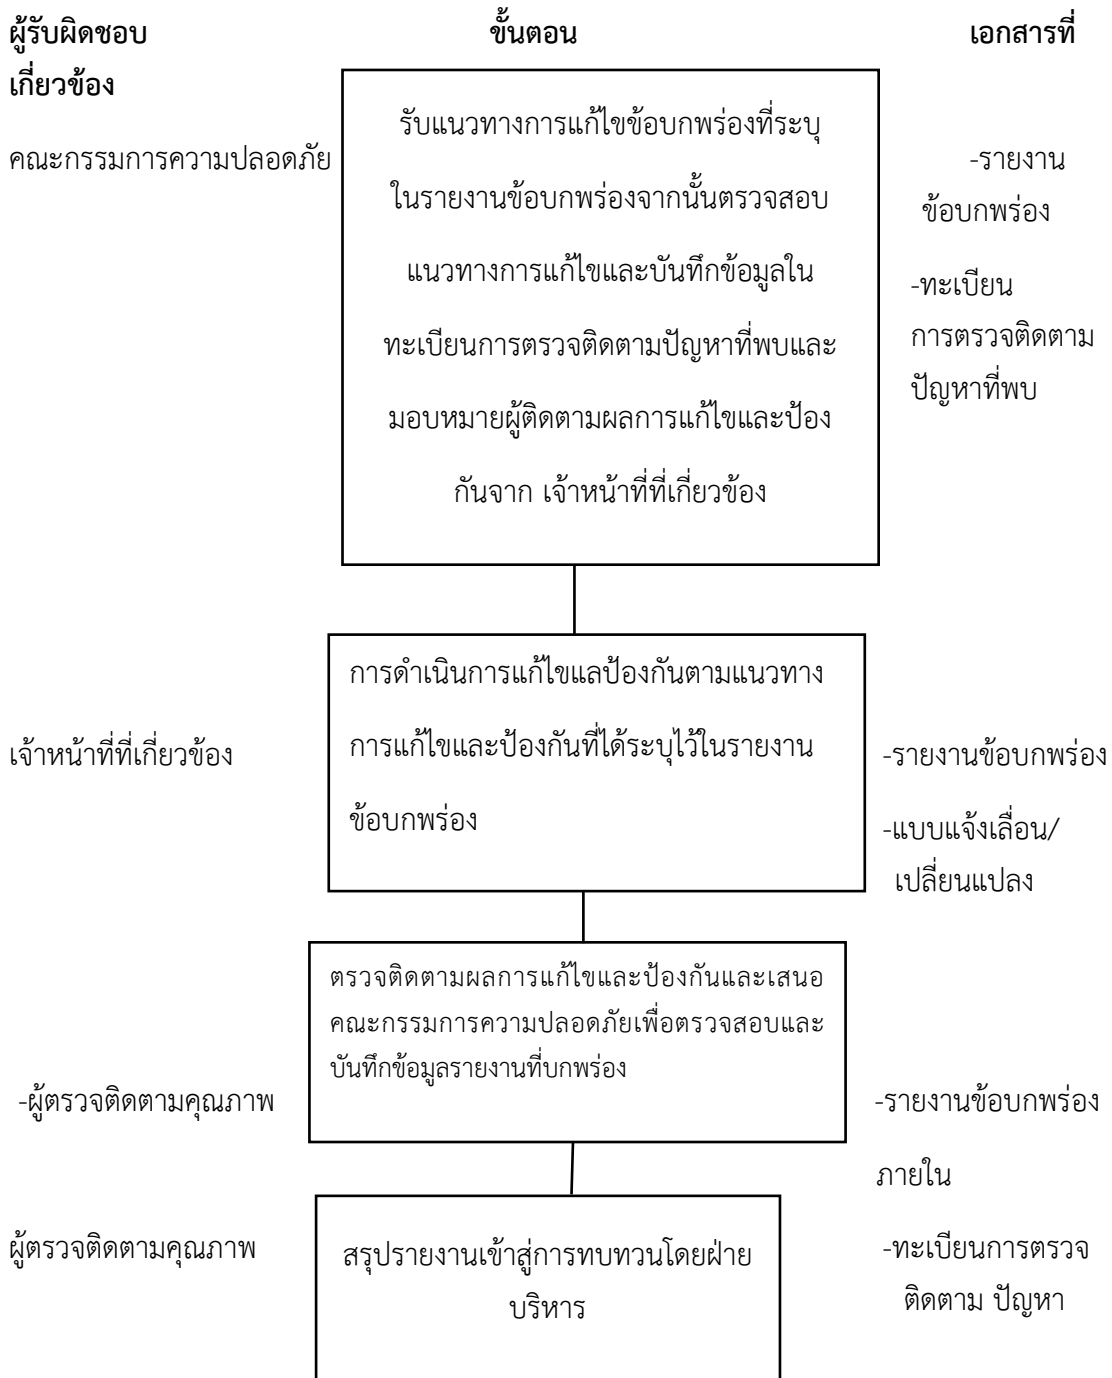 ผู้รับผิดชอบ ขั้นตอน เอกสารที่
เกี่ยวข้อง
คณะกรรมการความปลอดภัย
รับแนวทางการแก้ไขข้อบกพร่องที่ระบุ
ในรายงานข้อบกพร่องจากนั้นตรวจสอบ
แนวทางการแก้ไขและบันทึกข้อมูลใน
ทะเบียนการตรวจติดตามปัญหาที่พบและ
มอบหมายผู้ติดตามผลการแก้ไขและป้อง
กันจาก เจ้าหน้าที่ที่เกี่ยวข้อง
-รายงาน
ข้อบกพร่อง
-ทะเบียน
การตรวจติดตาม
ปัญหาที่พบ
เจ้าหน้าที่ที่เกี่ยวข้อง
การดำเนินการแก้ไขแลป้องกันตามแนวทาง
การแก้ไขและป้องกันที่ได้ระบุไว้ในรายงาน
ข้อบกพร่อง
-รายงานข้อบกพร่อง
-แบบแจ้งเลื่อน/
เปลี่ยนแปลง
-ผู้ตรวจติดตามคุณภาพ
ตรวจติดตามผลการแก้ไขและป้องกันและเสนอ
คณะกรรมการความปลอดภัยเพื่อตรวจสอบและ
บันทึกข้อมูลรายงานที่บกพร่อง
-รายงานข้อบกพร่อง
ภายใน
ผู้ตรวจติดตามคุณภาพ
สรุปรายงานเข้าสู่การทบทวนโดยฝ่าย
บริหาร
-ทะเบียนการตรวจ
ติดตาม ปัญหา